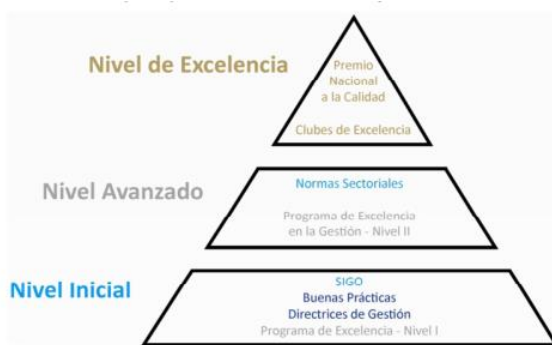 Nivel de Excelencia
Premio
Nacional
a la Calidad
Clubes de Excelencia
Nivel Avanzado
Normas Sectoriales
Programa de Excelencia
en la Gestión - Nivel II
Nivel Inicial
SIGO
Buenas Prácticas
Directrices de Gestión
Programa de Excelencia - Nivel I